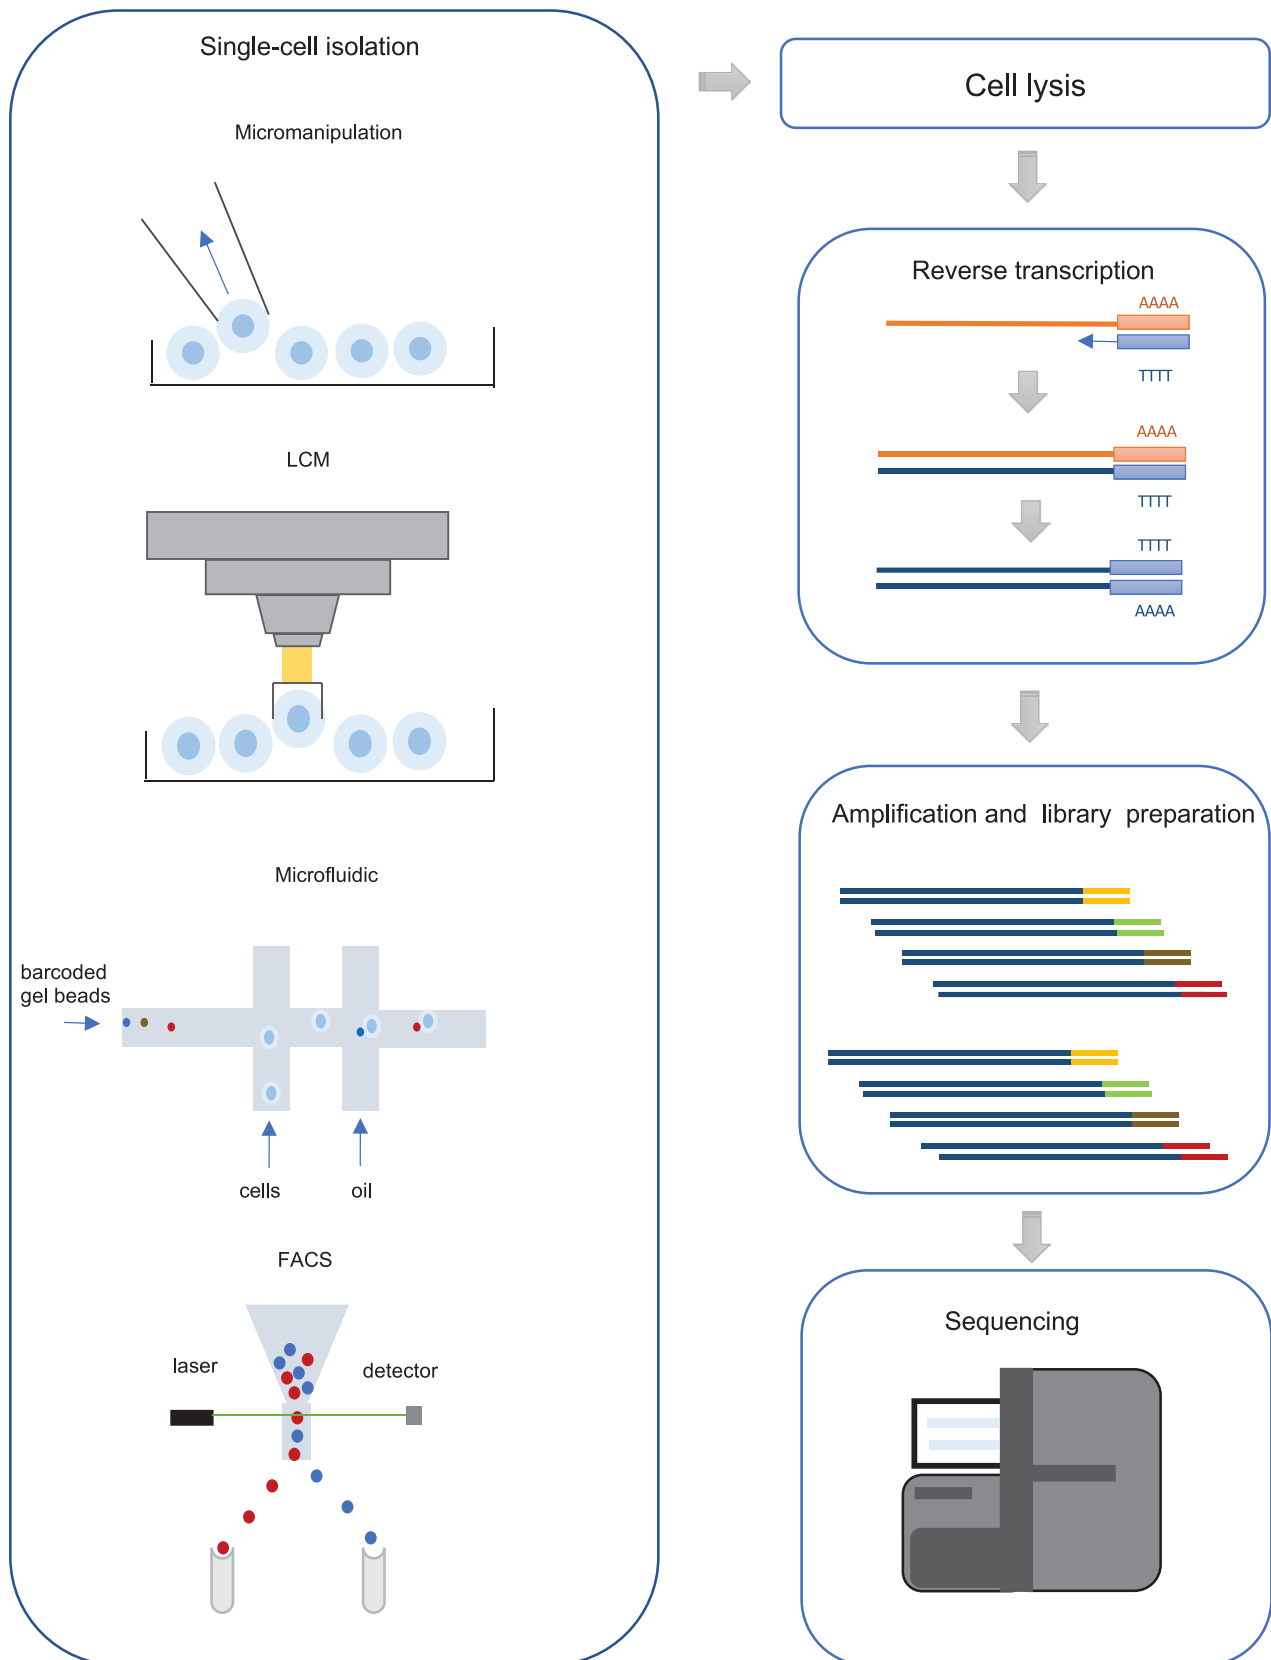 Single-cell isolation
Micromanipulation
LCM
Microfluidic
barcoded
gel beads
cells
oil
FACS
laser
detector
Cell lysis
Reverse transcription
AAAA
TTTT
AAAA
TTTT
TTTT
AAAA
Amplification and library preparation
Sequencing